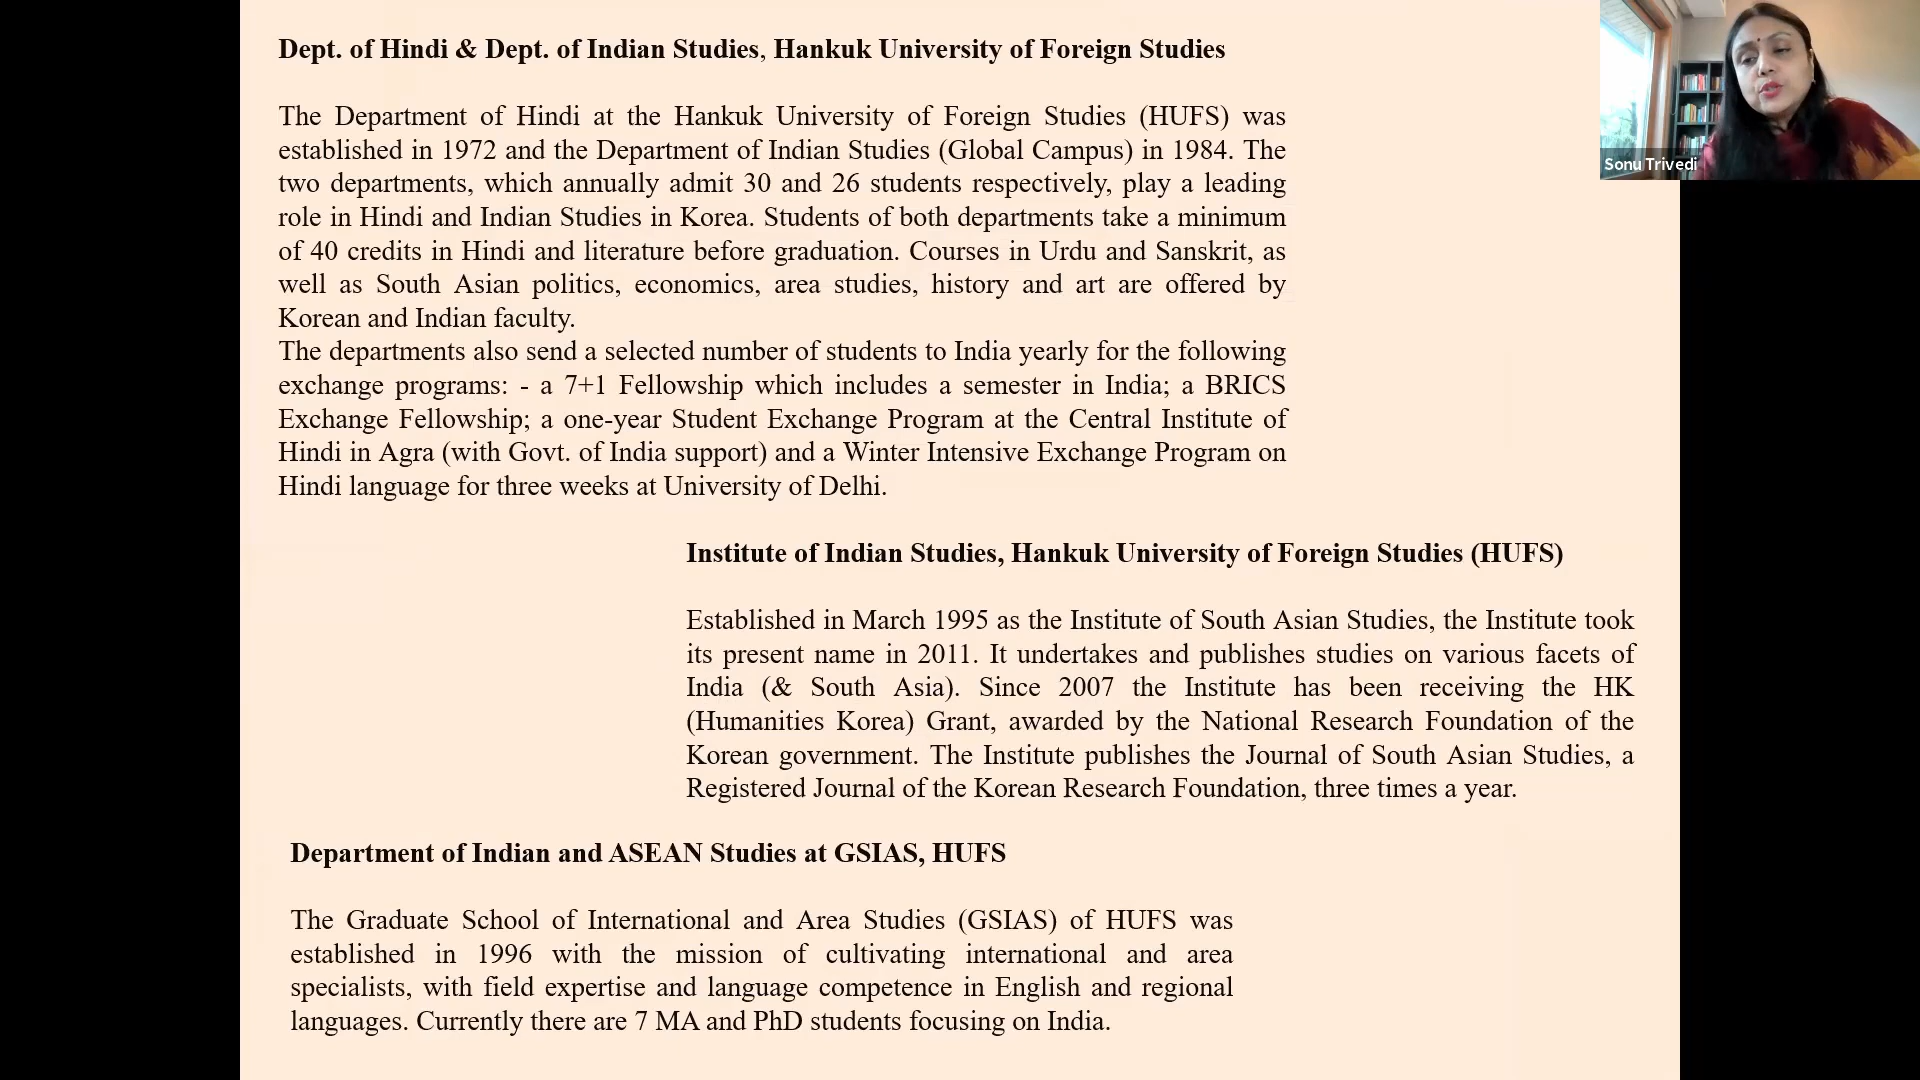 Dept. of Hindi & Dept. of Indian Studies, Hankuk University of Foreign Studies
The Department of Hindi at the Hankuk University of Foreign Studies (HUFS) was
established in 1972 and the Department of Indian Studies (Global Campus) in 1984. The
two departments, which annually admit 30 and 26 students respectively, play a leading
role in Hindi and Indian Studies in Korea. Students of both departments take a minimum
of 40 credits in Hindi and literature before graduation. Courses in Urdu and Sanskrit, as
well as South Asian politics, economics, area studies, history and art are offered by
Korean and Indian faculty.
The departments also send a selected number of students to India yearly for the following
exchange programs: - a 7+1 Fellowship which includes a semester in India; a BRICS
Exchange Fellowship; a one-year Student Exchange Program at the Central Institute of
Hindi in Agra (with Govt. of India support) and a Winter Intensive Exchange Program on
Hindi language for three weeks at University of Delhi.
Institute of Indian Studies, Hankuk University of Foreign Studies (HUFS)
Established in March 1995 as the Institute of South Asian Studies, the Institute took
its present name in 2011. It undertakes and publishes studies on various facets of
India (& South Asia). Since 2007 the Institute has been receiving the HK
(Humanities Korea) Grant, awarded by the National Research Foundation of the
Korean government. The Institute publishes the Journal of South Asian Studies, a
Registered Journal of the Korean Research Foundation, three times a year.
Department of Indian and ASEAN Studies at GSIAS, HUFS
The Graduate School of International and Area Studies (GSIAS) of HUFS was
established in 1996 with the mission of cultivating international and area
specialists, with field expertise and language competence in English and regional
languages. Currently there are 7 MA and PhD students focusing on India.
Sonu Trivedi